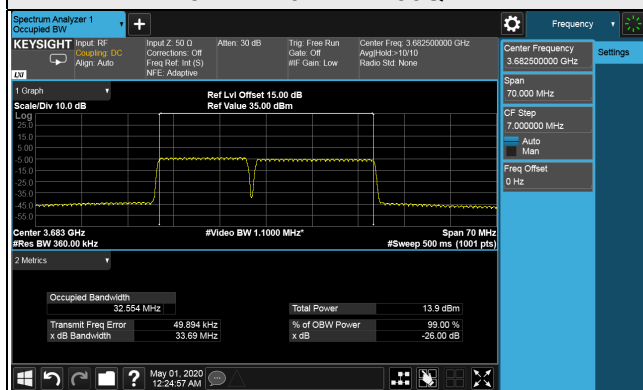 Spectrum Analyzer 1
Occupied BW
Frequency
KEYSIGHT
Input: RF
Coupling: DC
Align: Auto
Input Z: 50 Ω
Corrections: Off
Freq Ref: Int (S)
NFE: Adaptive
Atten: 30 dB
Trig: Free Run
Gate: Off
#IF Gain: Low
Center Freq: 3.682500000 GHz
Avg|Hold:>10/10
Radio Std: None
LXI
Center Frequency
3.682500000 GHz
Settings
Span
70.000 MHz
CF Step
7.000000 MHz
Auto
Man
Freq Offset
0 Hz
1 Graph
Scale/Div 10.0 dB
Ref Lvl Offset 15.00 dB
Ref Value 35.00 dBm
Log
25.0
15.0
5.00
-5.00
-15.0
-25.0
-35.0
-45.0
-55.0
Center 3.683 GHz
#Video BW 1.1000 MHz*
Span 70 MHz
#Res BW 360.00 kHz
#Sweep 500 ms (1001 pts)
2 Metrics
Occupied Bandwidth
32.554 MHz
Total Power 13.9 dBm
Transmit Freq Error 49.894 kHz
% of OBW Power 99.00 %
x dB Bandwidth 33.69 MHz
x dB -26.00 dB
?
May 01, 2020
12:24:57 AM